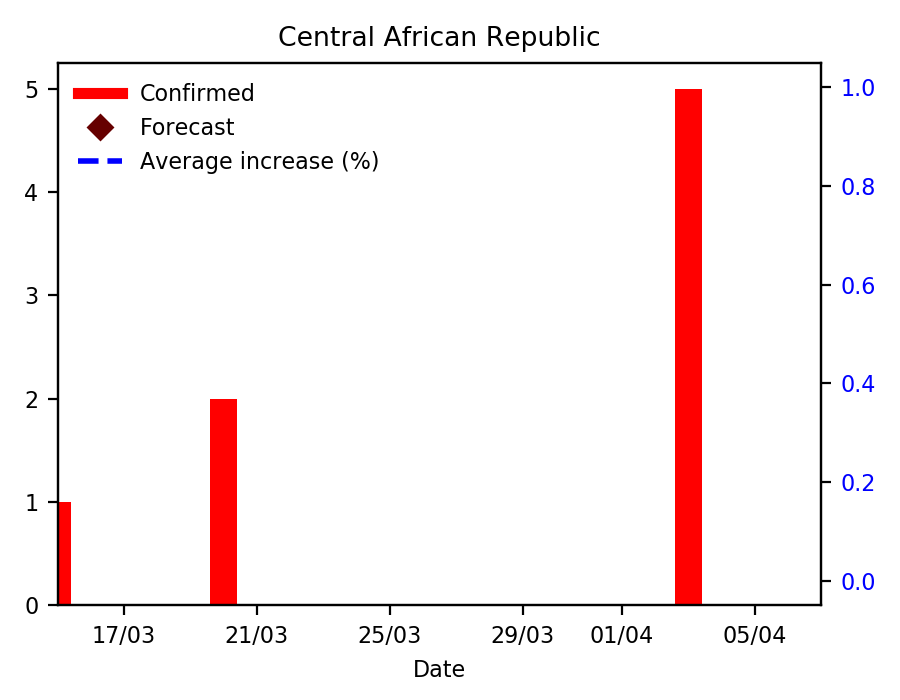 Central African Republic
Confirmed
Forecast
Average increase (%)
5
4
3
2
1
0
1.0
0.8
0.6
0.4
0.2
0.0
17/03 21/03 25/03 29/03 01/04 05/04
Date